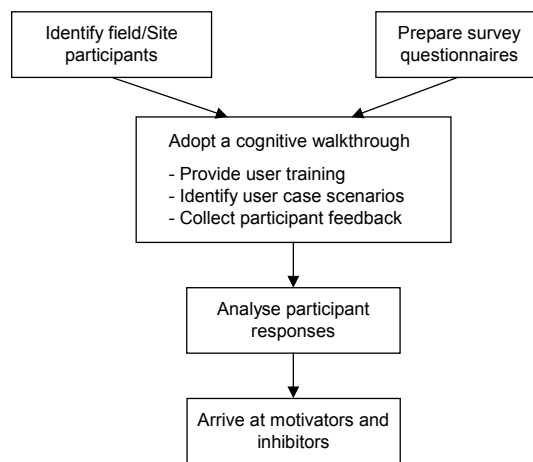 Identify field/Site
participants
Prepare survey
questionnaires
Adopt a cognitive walkthrough
- Provide user training
- Identify user case scenarios
- Collect participant feedback
Analyse participant
responses
Arrive at motivators and
inhibitors